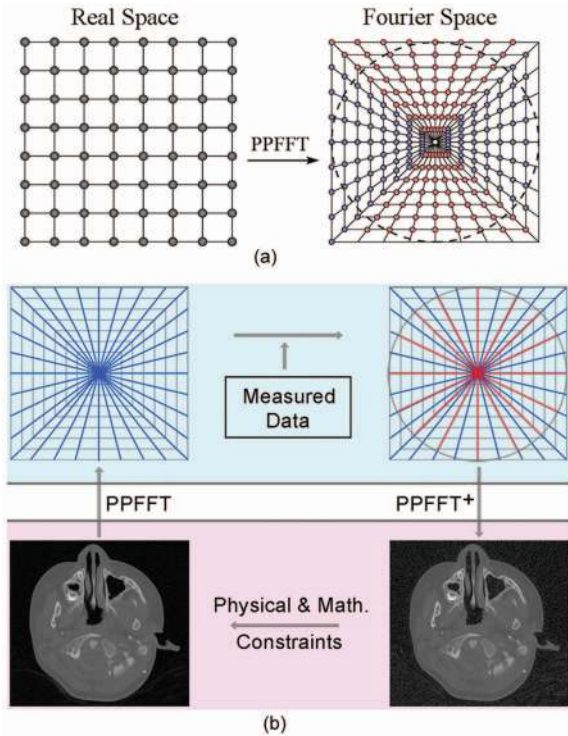 Real Space
Fourier Space
PPFFT
(a)
Measured
Data
PPFFT
PPFFT+
Physical & Math.
Constraints
(b)